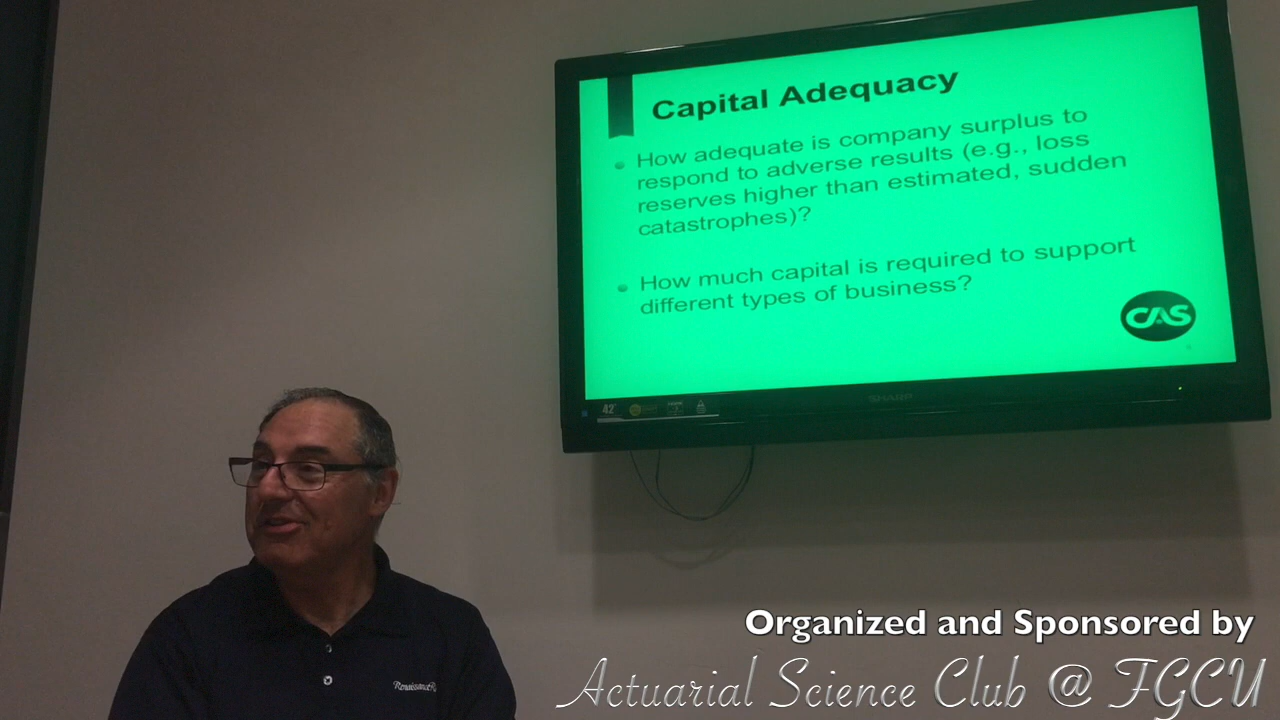 Capital Adequacy
How adequate is company surplus to
respond to adverse results (e.g., loss
reserves higher than estimated, sudden
catastrophes)?
How much capital is required to support
different types of business?
CAS
SHARP
42
Organized and Sponsored by
Actuarial Science Club @ FGCU